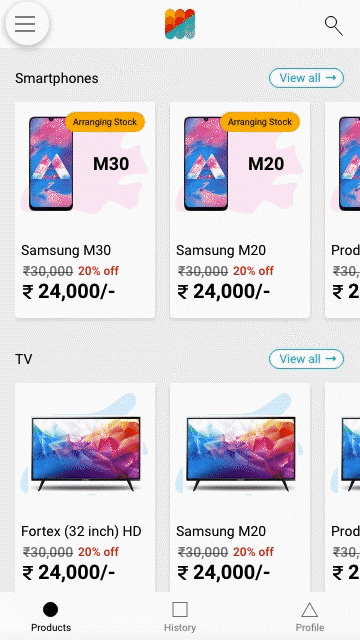 Smartphones
View all →
Arranging Stock
Arranging Stock
M30
M20
Samsung M30
Samsung M20
Prod
₹30,000 20% off
₹30,000 20% off
₹30,
₹ 24,000/-
₹ 24,000/-
₹ 2
TV
View all →
Fortex (32 inch) HD
Samsung M20
Prod
₹30,000 20% off
₹30,000 20% off
₹30,
₹ 24,000/-
₹ 24,000/-
₹ 2
Products
History
Profile